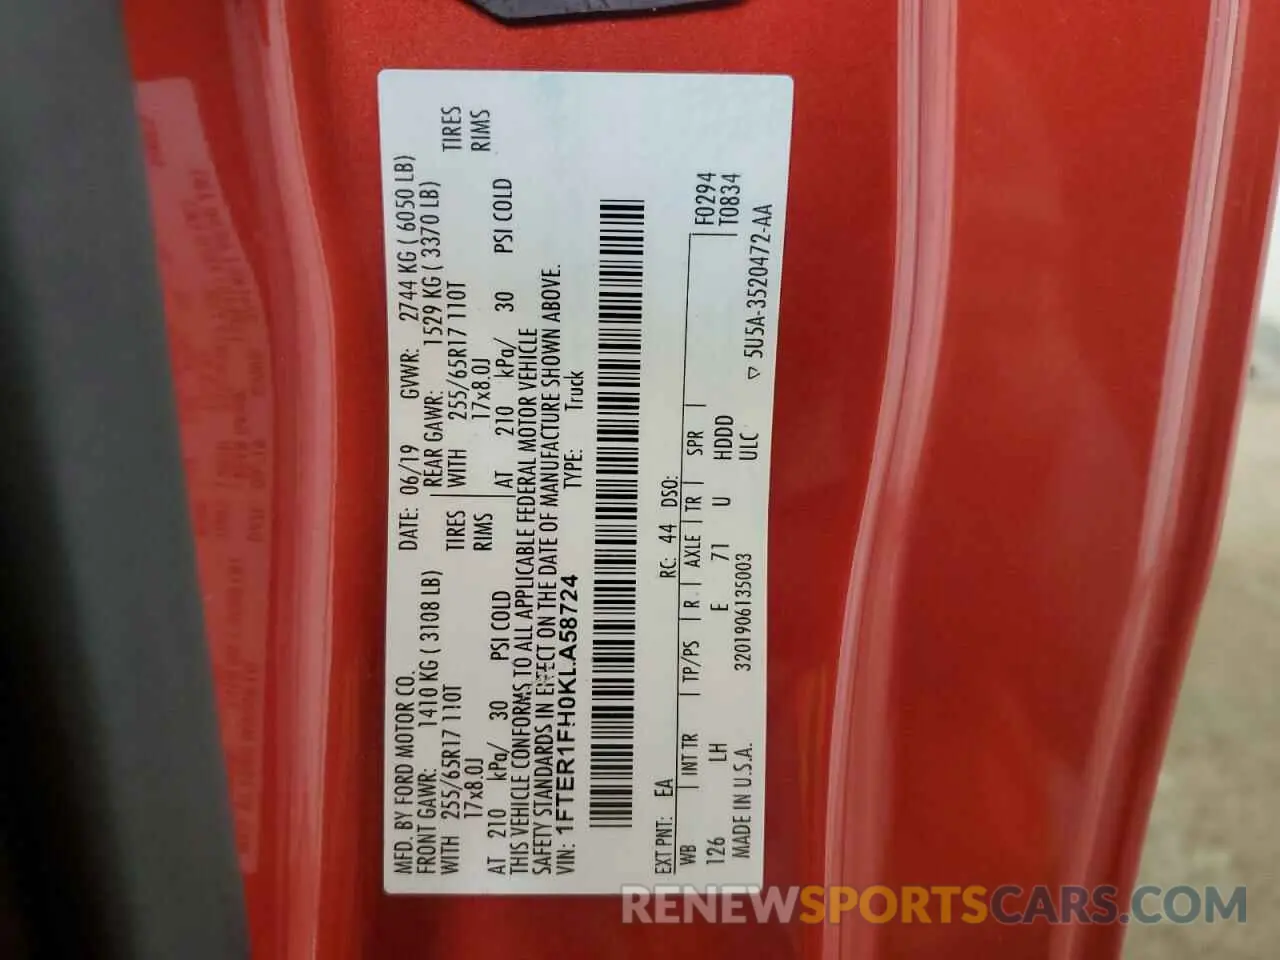 MFD. BY FORD MOTOR CO.
DATE: 06/19 GVWR: 2744 KG ( 6050 LB)
FRONT GAWR: 1410 KG ( 3108 LB)
REAR GAWR: 1529 KG ( 3370 LB)
WITH 255/65R17 110T TIRES
WITH 255/65R17 110T TIRES
17x8.0J RIMS
17x8.0J RIMS
AT 210 kPa/ 30 PSI COLD
AT 210 kPa/ 30 PSI COLD
THIS VEHICLE CONFORMS TO ALL APPLICABLE FEDERAL MOTOR VEHICLE
SAFETY STANDARDS IN EFFECT ON THE DATE OF MANUFACTURE SHOWN ABOVE.
VIN: 1FTER1FH0KLA58724 TYPE: Truck
EXT PNT: EA RC: 44 DSO:
WB INT TR TP/PS R AXLE TR SPR F0294
126 LH E 71 U HDDD T0834
MADE IN U.S.A. 3201906135003 ULC
▽ 5U5A-3520472-AA
RENEWSPORTSCARS.COM